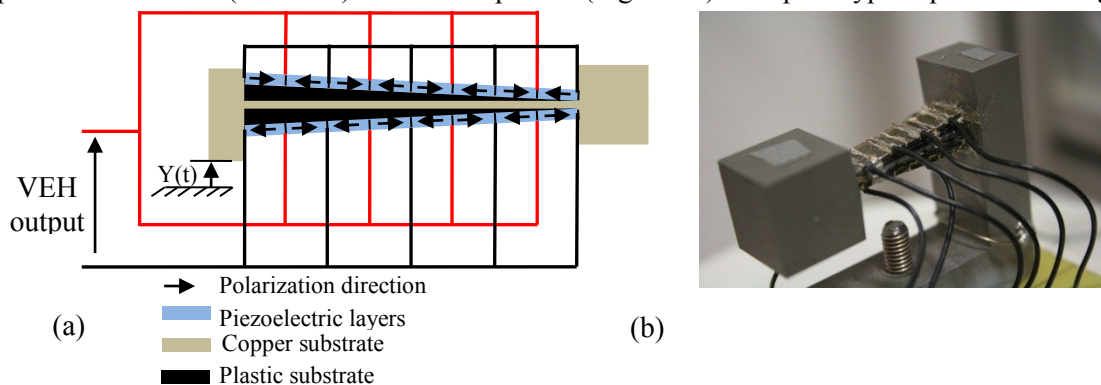 Y(t)
VEH
output
Polarization direction
(a)
Piezoelectric layers
(b)
Copper substrate
Plastic substrate